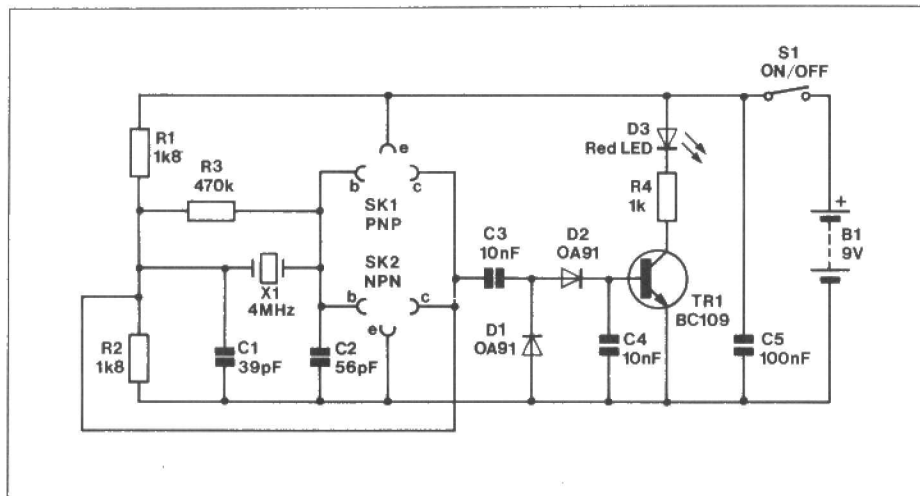 S1
ON/OFF
R1
1k8
R3
470k
e
b
c
SK1
PNP
SK2
NPN
b
c
e
X1
4MHz
R2
1k8
C1
39pF
C2
56pF
C3
10nF
D2
OA91
D1
OA91
C4
10nF
D3
Red LED
R4
1k
TR1
BC109
C5
100nF
+
B1
9V